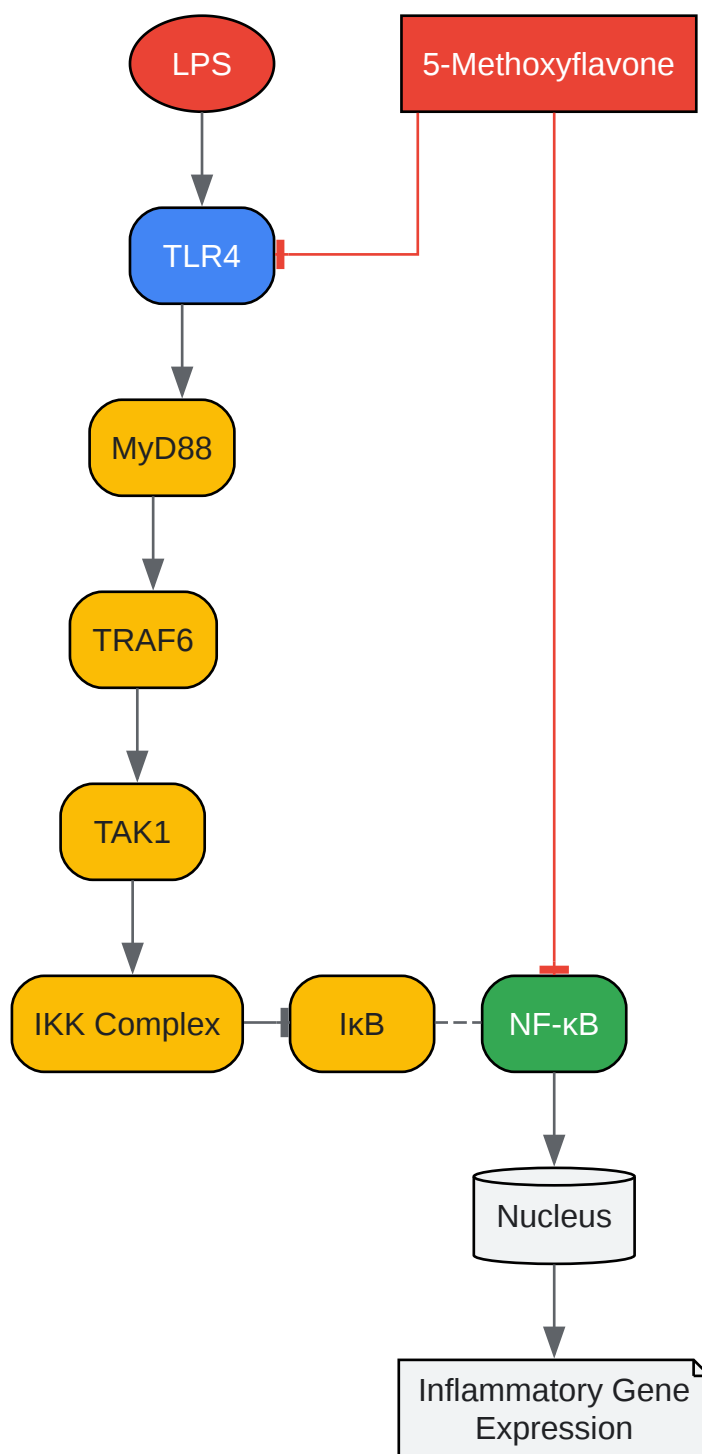 LPS
5-Methoxyflavone
TLR4
MyD88
TRAF6
TAK1
IKK Complex
IκB
NF-κB
Nucleus
Inflammatory Gene
Expression